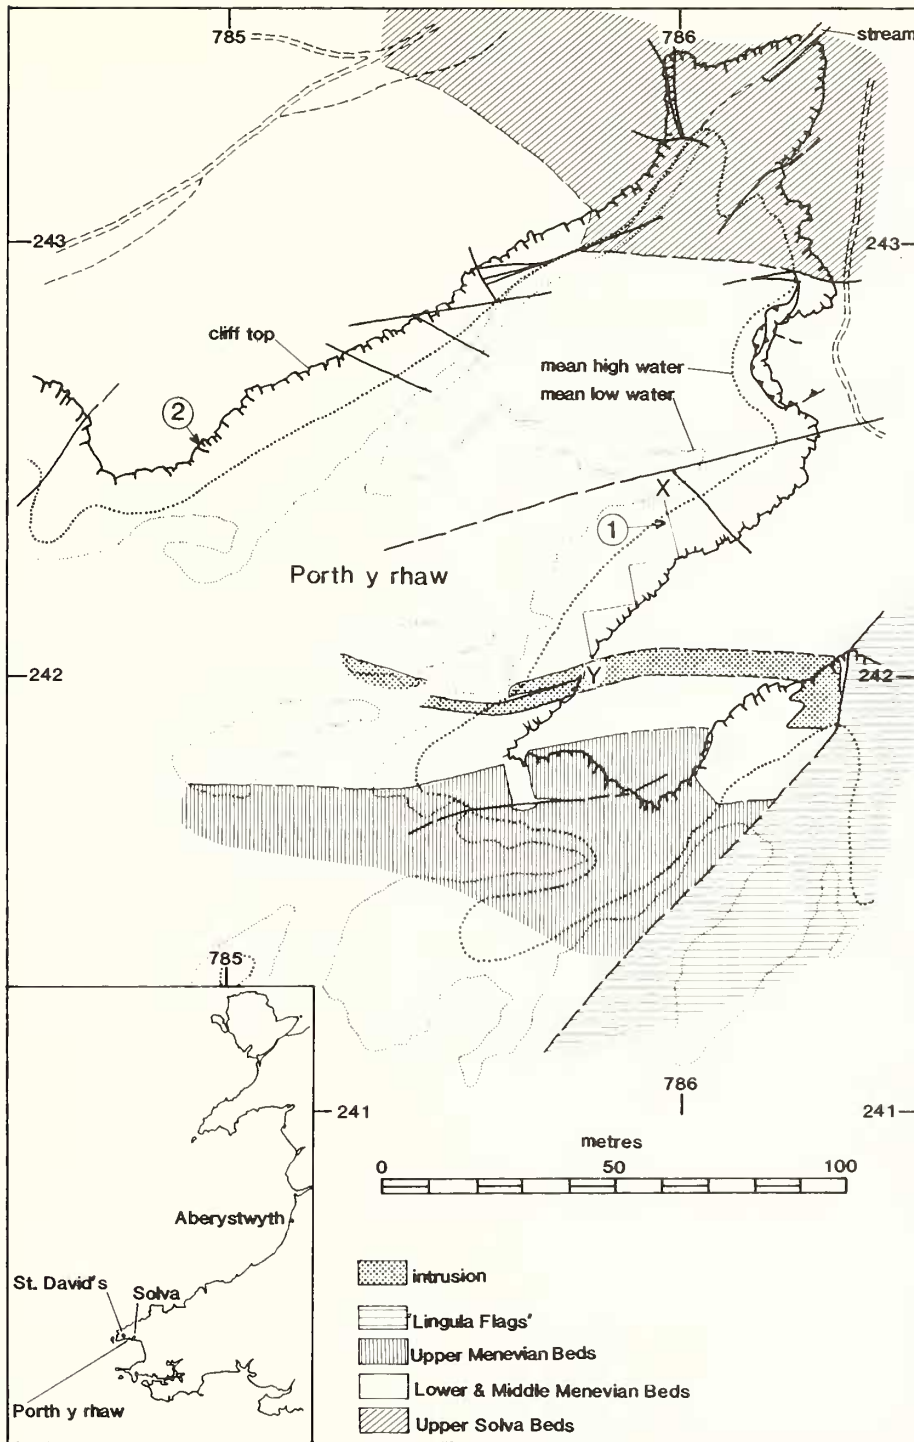 785
786
stream
243
243
cliff top
mean high water
mean low water
2
X
1
Porth y rhaw
242
Y
242
785
786
241
241
metres
0 50 100
Aberystwyth
St. David's
Solva
Porth y rhaw
intrusion
'Lingula Flags'
Upper Menevian Beds
Lower & Middle Menevian Beds
Upper Solva Beds